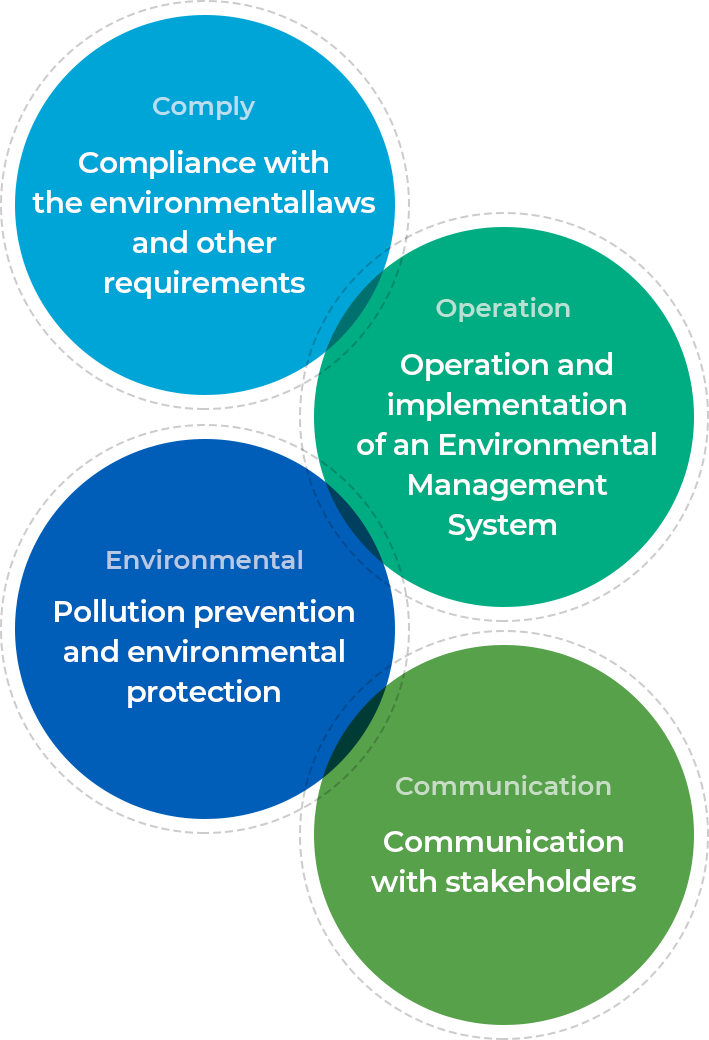 Comply
Compliance with
the environmentallaws
and other
requirements
Operation
Operation and
implementation
of an Environmental
Management
System
Environmental
Pollution prevention
and environmental
protection
Communication
Communication
with stakeholders